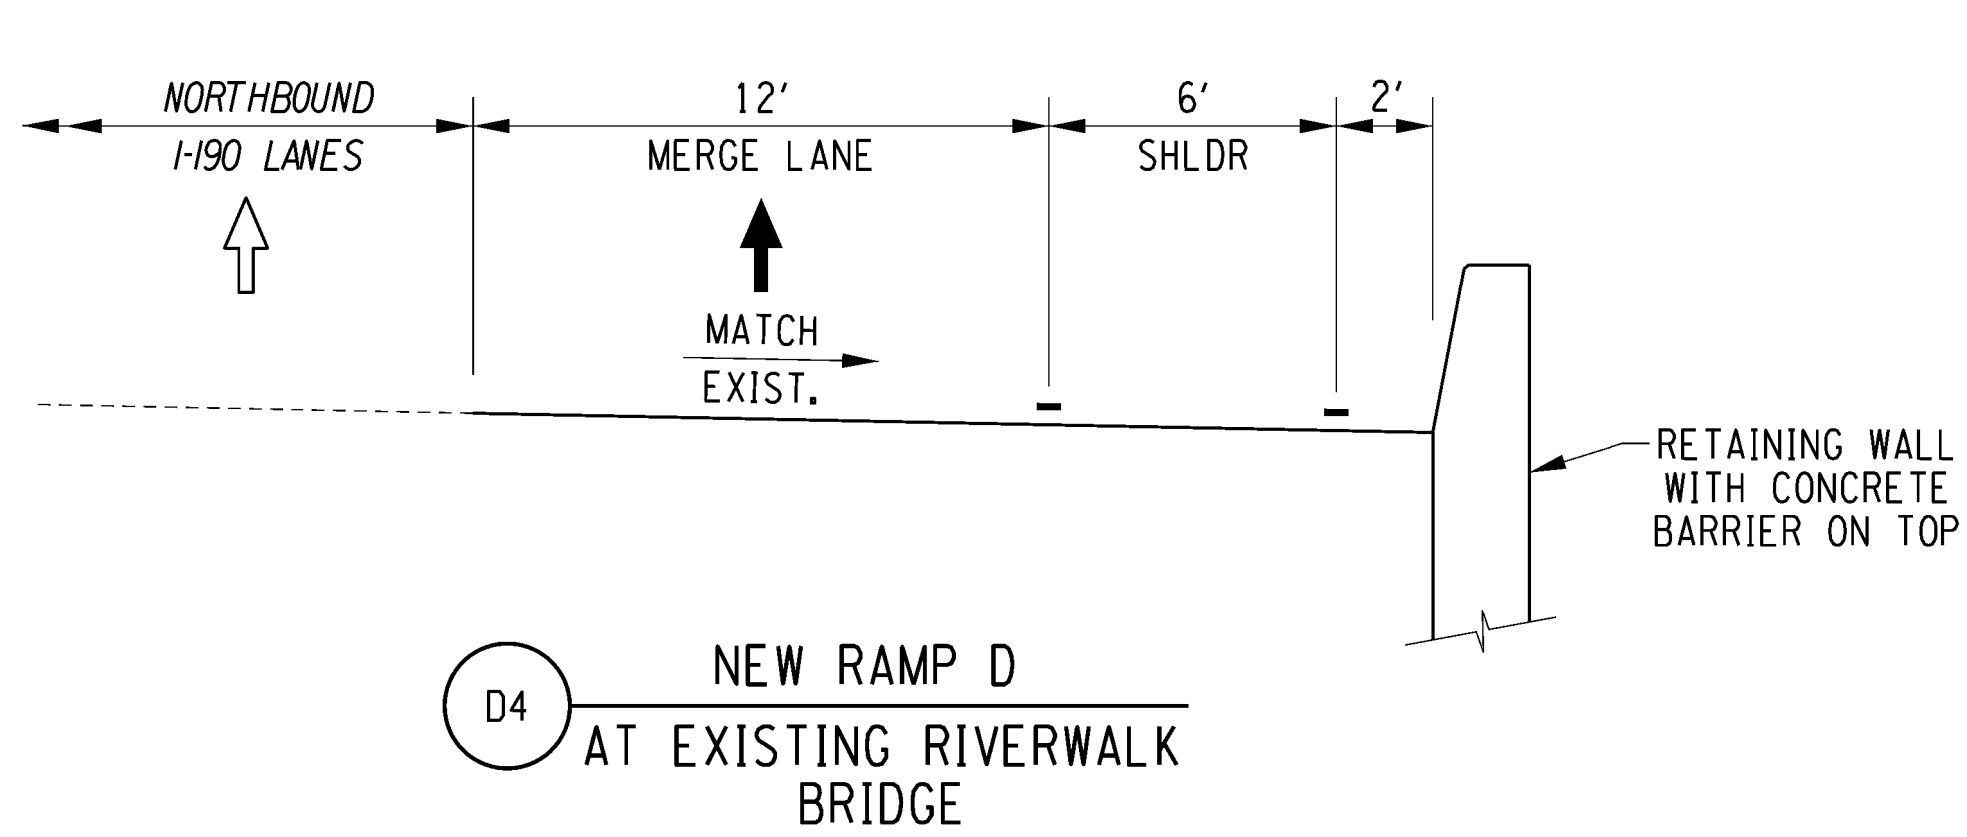 NORTHBOUND
I-190 LANES
12'
MERGE LANE
6'
SHLDR
2'
MATCH
EXIST.
RETAINING WALL
WITH CONCRETE
BARRIER ON TOP
D4
NEW RAMP D
AT EXISTING RIVERWALK
BRIDGE